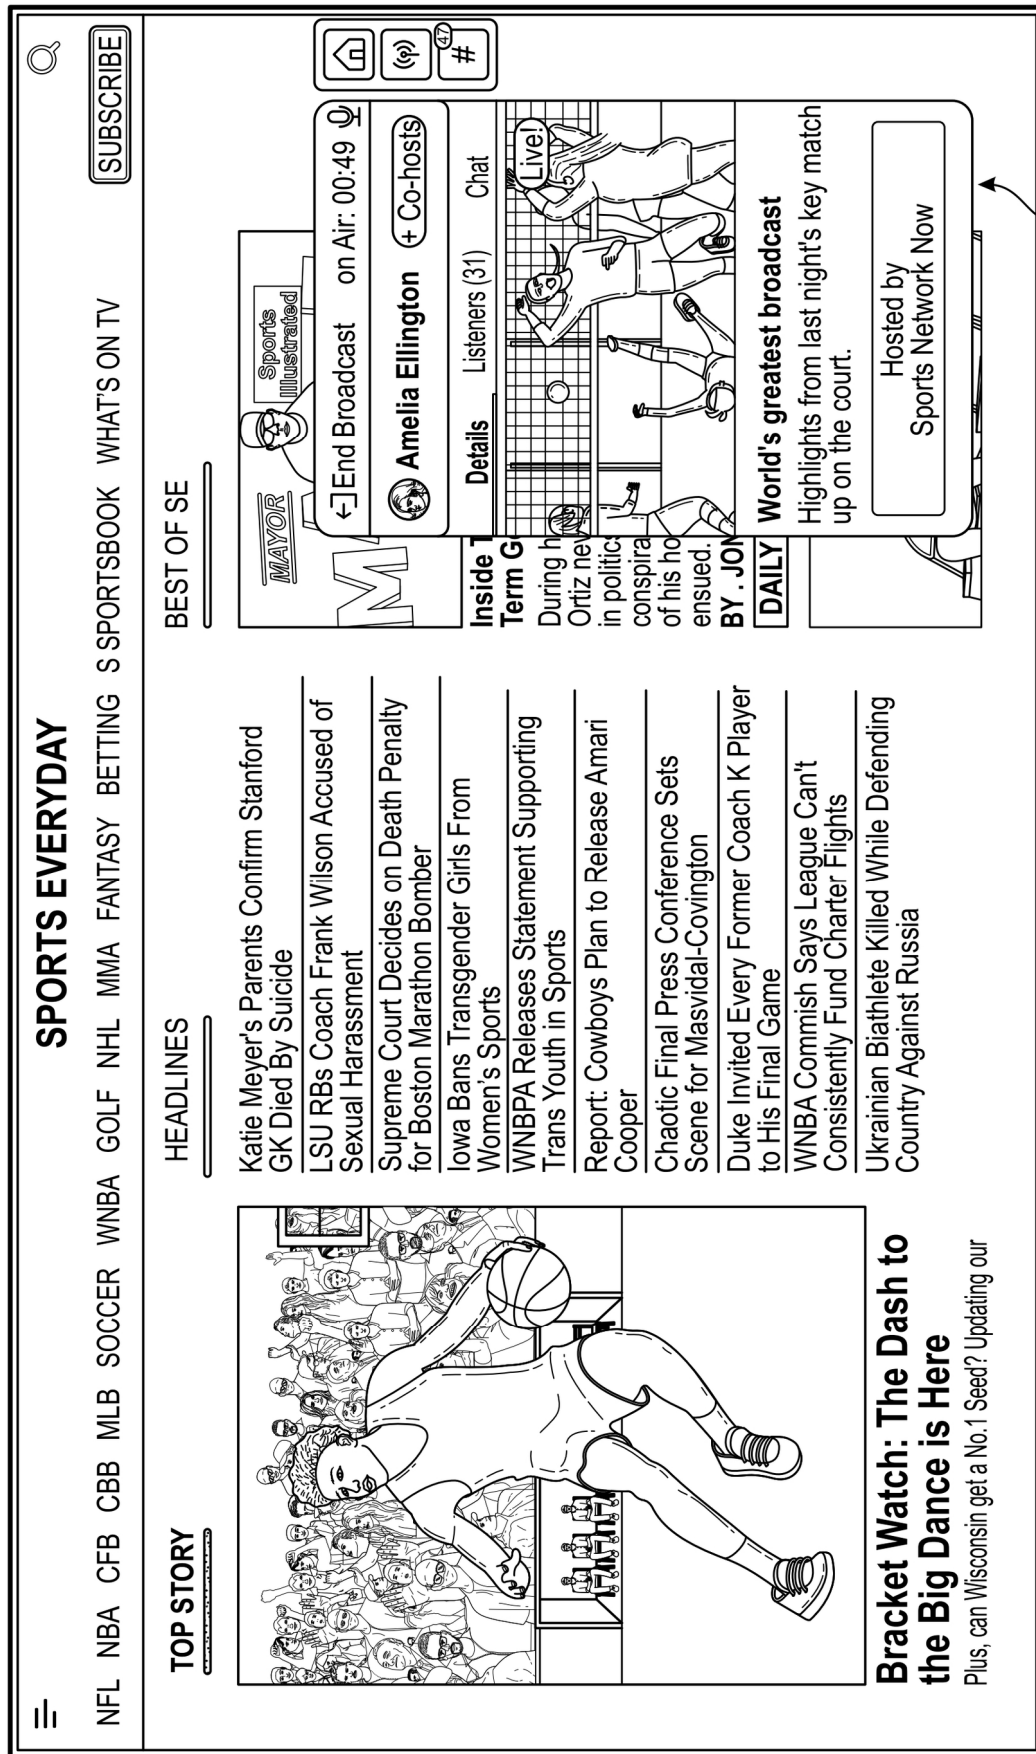 SPORTS EVERYDAY
SUBSCRIBE
NFL NBA CFB CBB MLB SOCCER WNBA GOLF NHL MMA FANTASY BETTING S SPORTSBOOK WHAT'S ON TV
TOP STORY
Bracket Watch: The Dash to
the Big Dance is Here
Plus, can Wisconsin get a No.1 Seed? Updating our
HEADLINES
Katie Meyer's Parents Confirm Stanford
GK Died By Suicide
LSU RBs Coach Frank Wilson Accused of
Sexual Harassment
Supreme Court Decides on Death Penalty
for Boston Marathon Bomber
Iowa Bans Transgender Girls From
Women's Sports
WNBPA Releases Statement Supporting
Trans Youth in Sports
Report: Cowboys Plan to Release Amari
Cooper
Chaotic Final Press Conference Sets
Scene for Masvidal-Covington
Duke Invited Every Former Coach K Player
to His Final Game
WNBA Commish Says League Can't
Consistently Fund Charter Flights
Ukrainian Biathlete Killed While Defending
Country Against Russia
BEST OF SE
MAYOR
Sports
Illustrated
Inside
Term G
During h
Ortiz nev
in politics
conspira
of his ho
ensued.
BY . JON
DAILY
End Broadcast on Air: 00:49
Amelia Ellington + Co-hosts
Details Listeners (31) Chat
Live!
World's greatest broadcast
Highlights from last night's key match
up on the court.
Hosted by
Sports Network Now
47
#